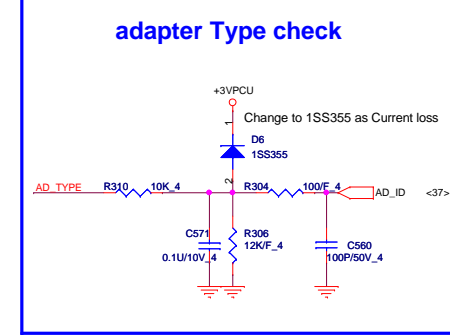 adapter Type check
+3VPCU
1
Change to 1SS355 as Current loss
D6
1SS355
2
AD_TYPE R310 10K_4 R304 100/F_4 AD_ID <37>
C571 R306 C560
0.1U/10V_4 12K/F_4 100P/50V_4